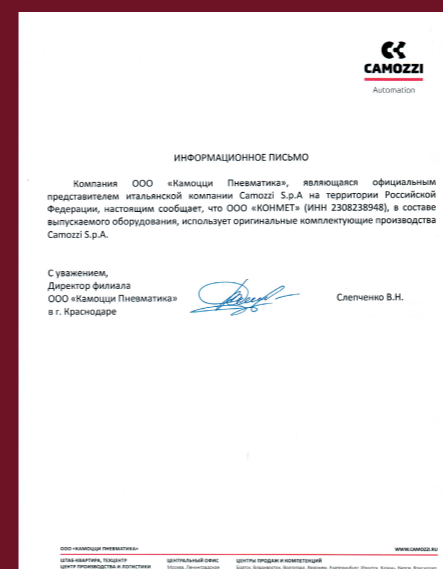 CAMOZZI
Automation
ИНФОРМАЦИОННОЕ ПИСЬМО
Компания ООО «Камоцци Пневматика», являющаяся официальным
представителем итальянской компании Camozzi S.p.A на территории Российской
Федерации, настоящим сообщает, что ООО «КОНМЕТ» (ИНН 2308238948), в составе
выпускаемого оборудования, использует оригинальные комплектующие производства
Camozzi S.p.A.
С уважением,
Директор филиала
ООО «Камоцци Пневматика»
в г. Краснодаре
Слепченко В.Н.
ООО «КАМОЦЦИ ПНЕВМАТИКА» WWW.CAMOZZI.RU
ШТАБ-КВАРТИРА, ТЕХЦЕНТР ЦЕНТРАЛЬНЫЙ ОФИС ЦЕНТРЫ ПРОДАЖ И КОМПЕТЕНЦИЙ
ЦЕНТР ПРОИЗВОДСТВА И ЛОГИСТИКИ Москва, Ленинградское